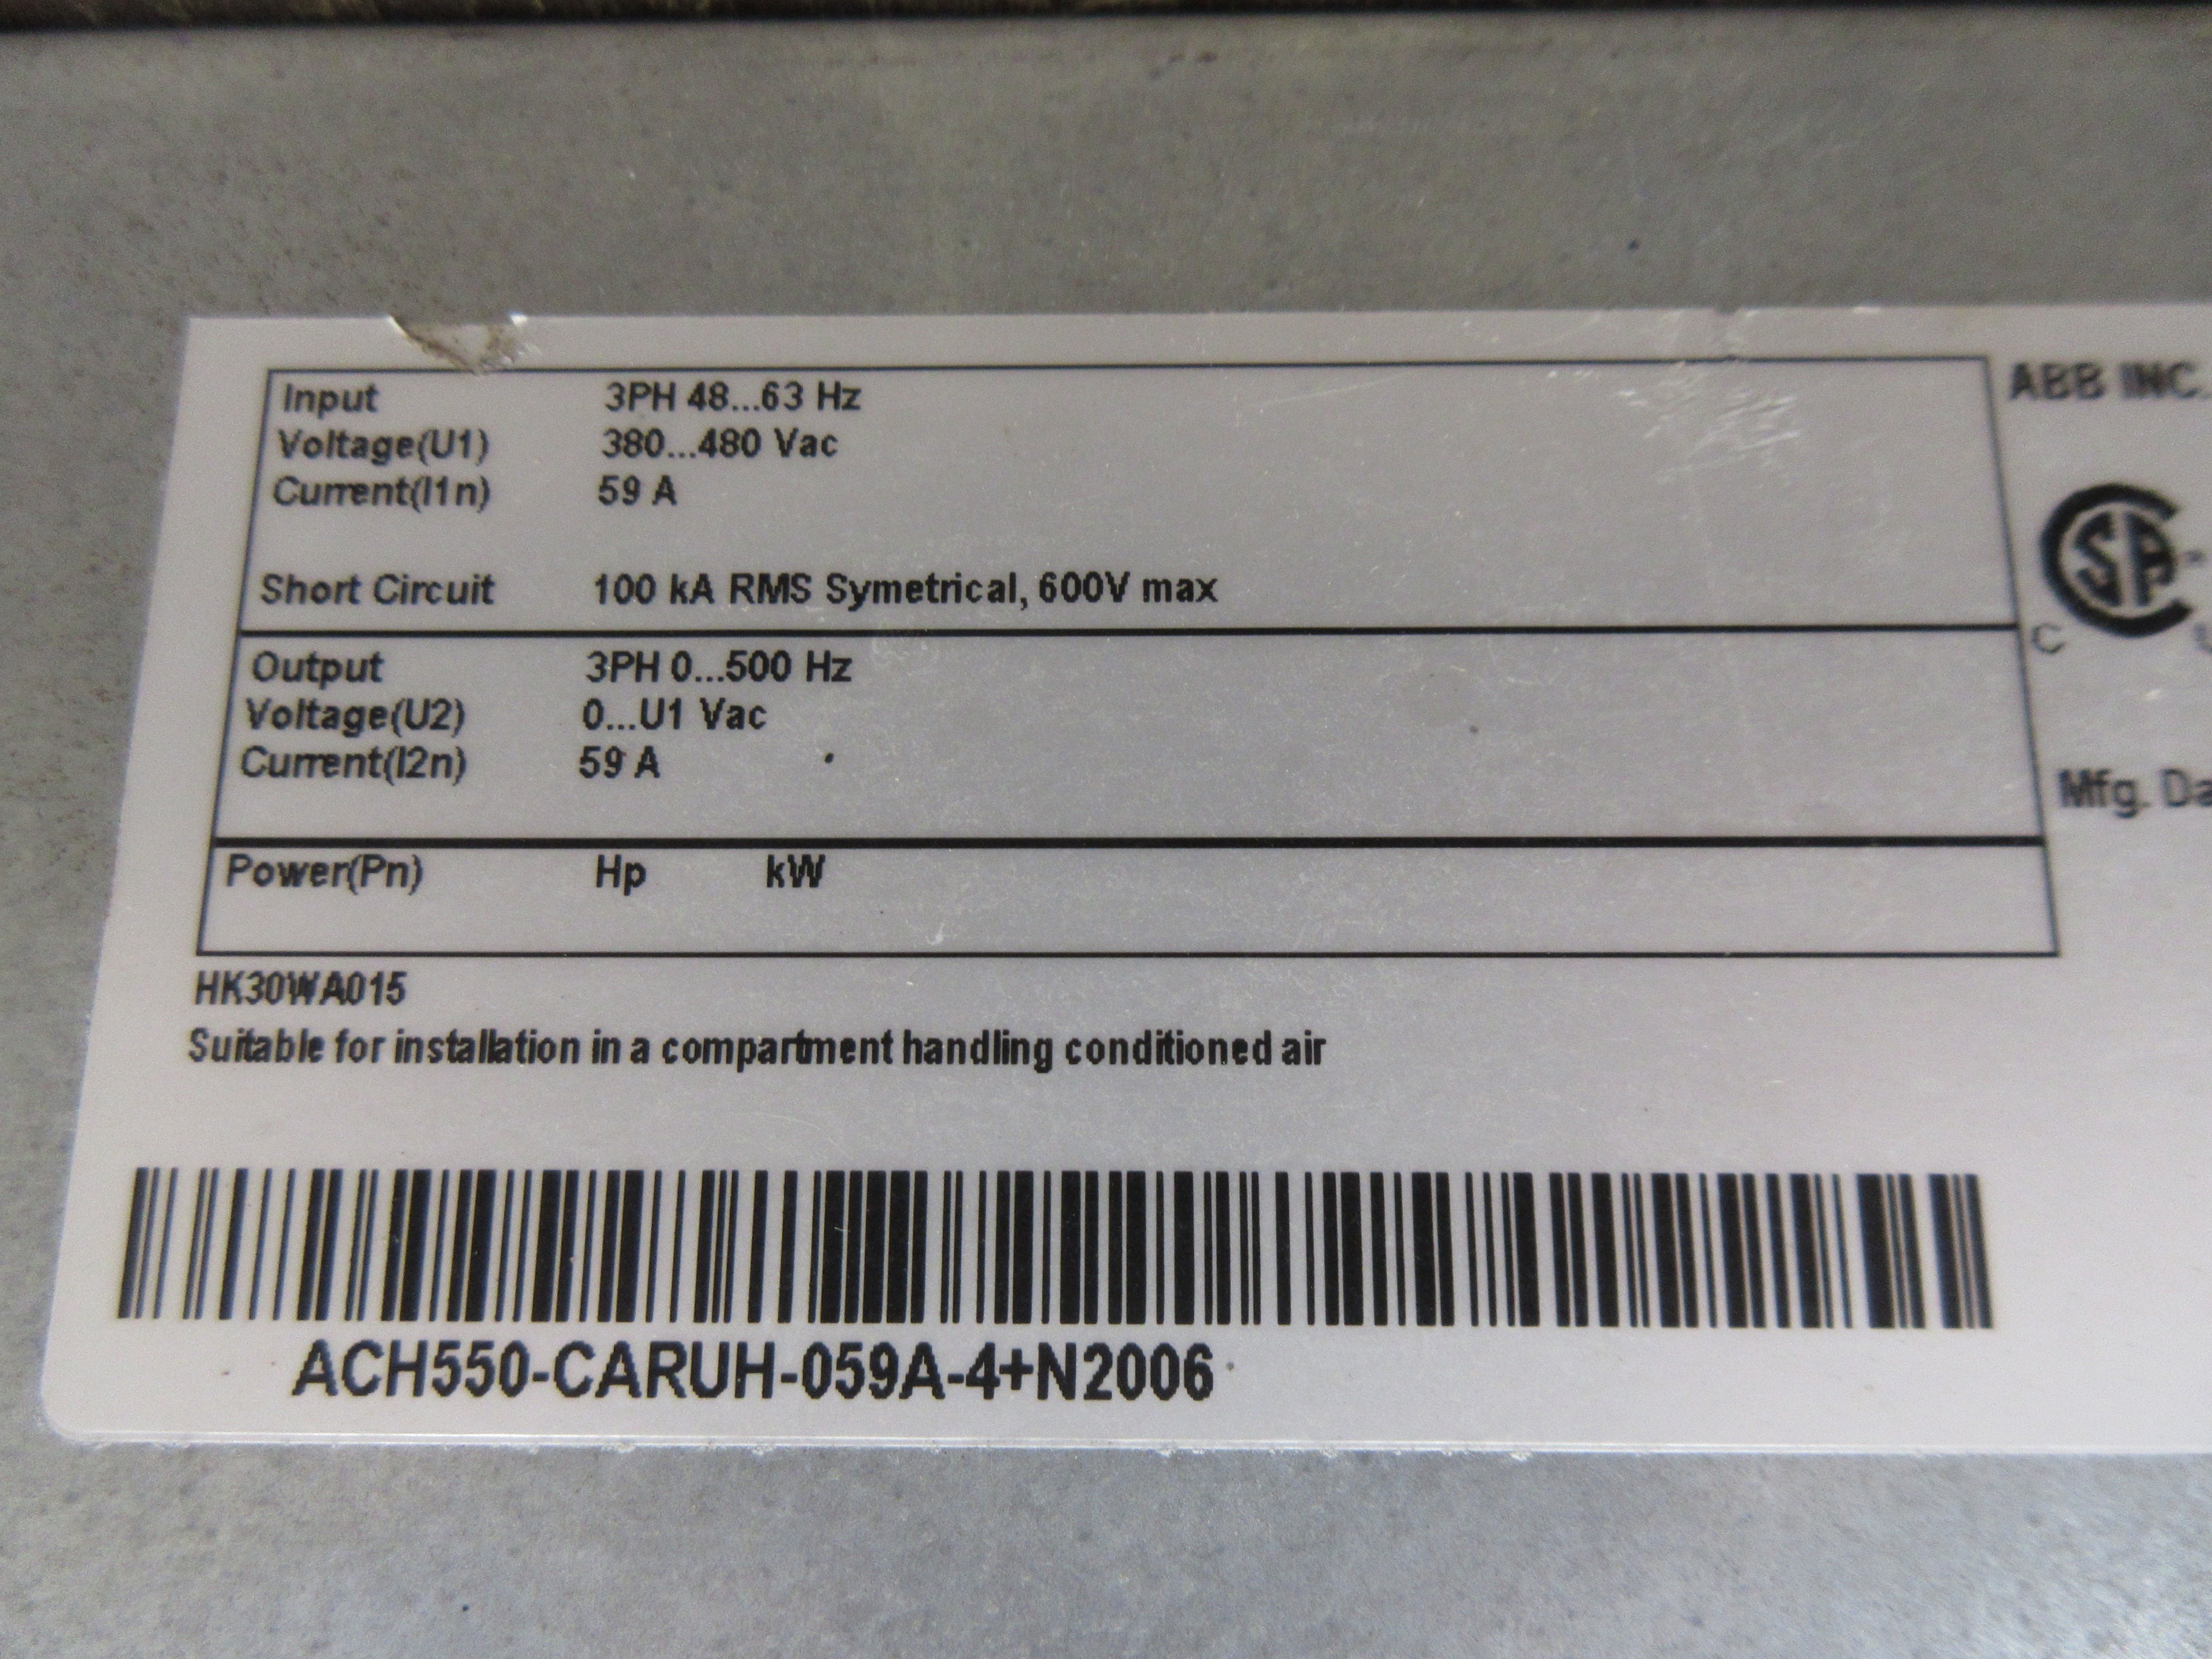 Input 3PH 48...63 Hz
Voltage(U1) 380...480 Vac
Current(I1n) 59 A
Short Circuit 100 kA RMS Symetrical, 600V max
Output 3PH 0...500 Hz
Voltage(U2) 0...U1 Vac
Current(I2n) 59 A
Power(Pn) Hp kW
HK30WA015
Suitable for installation in a compartment handling conditioned air
ACH550-CARUH-059A-4+N2006
ABB INC.
C SA
Mfg.